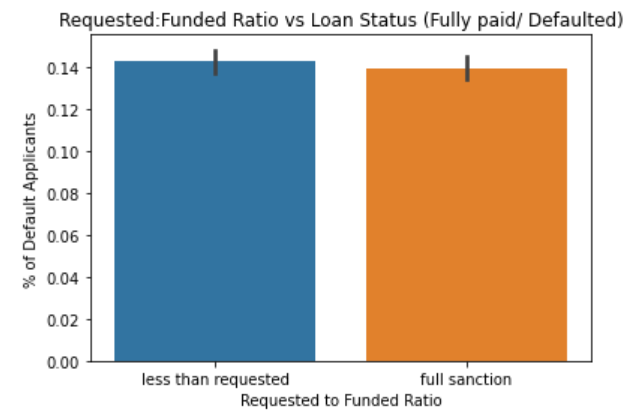 Requested:Funded Ratio vs Loan Status (Fully paid/ Defaulted)
% of Default Applicants
0.14
0.12
0.10
0.08
0.06
0.04
0.02
0.00
less than requested
full sanction
Requested to Funded Ratio